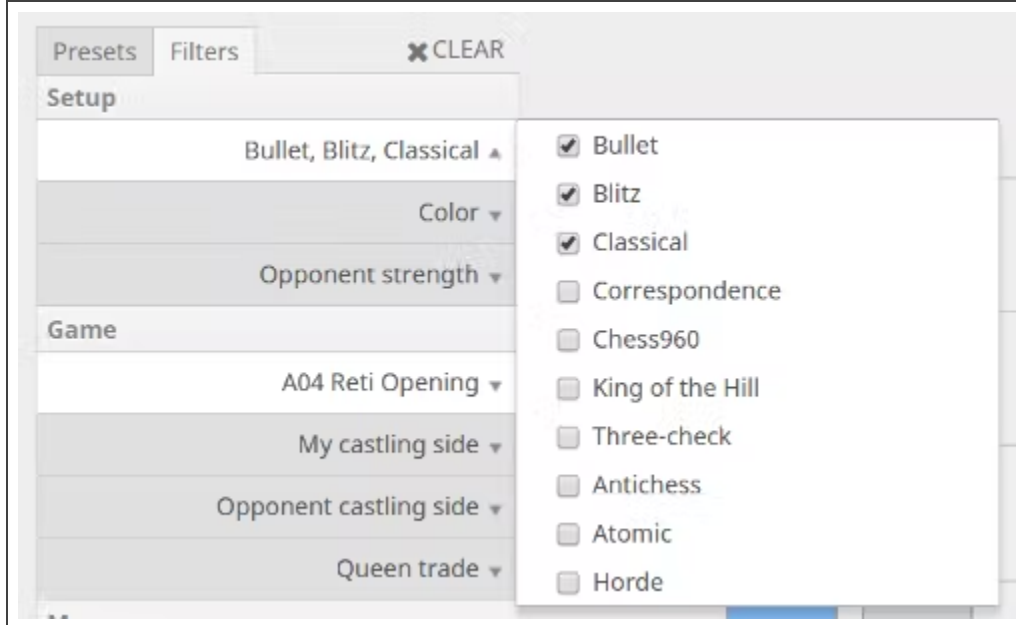 Presets Filters ✖ CLEAR
Setup
Bullet, Blitz, Classical ▲
Color ▼
Opponent strength ▼
Game
A04 Reti Opening ▼
My castling side ▼
Opponent castling side ▼
Queen trade ▼
Bullet
Blitz
Classical
Correspondence
Chess960
King of the Hill
Three-check
Antichess
Atomic
Horde